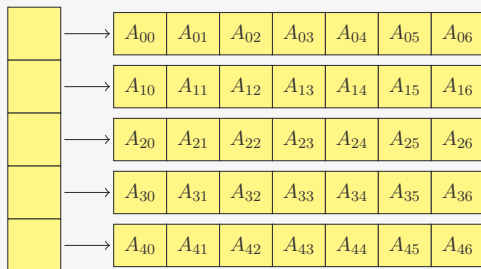 A₀₀ A₀₁ A₀₂ A₀₃ A₀₄ A₀₅ A₀₆
A₁₀ A₁₁ A₁₂ A₁₃ A₁₄ A₁₅ A₁₆
A₂₀ A₂₁ A₂₂ A₂₃ A₂₄ A₂₅ A₂₆
A₃₀ A₃₁ A₃₂ A₃₃ A₃₄ A₃₅ A₃₆
A₄₀ A₄₁ A₄₂ A₄₃ A₄₄ A₄₅ A₄₆